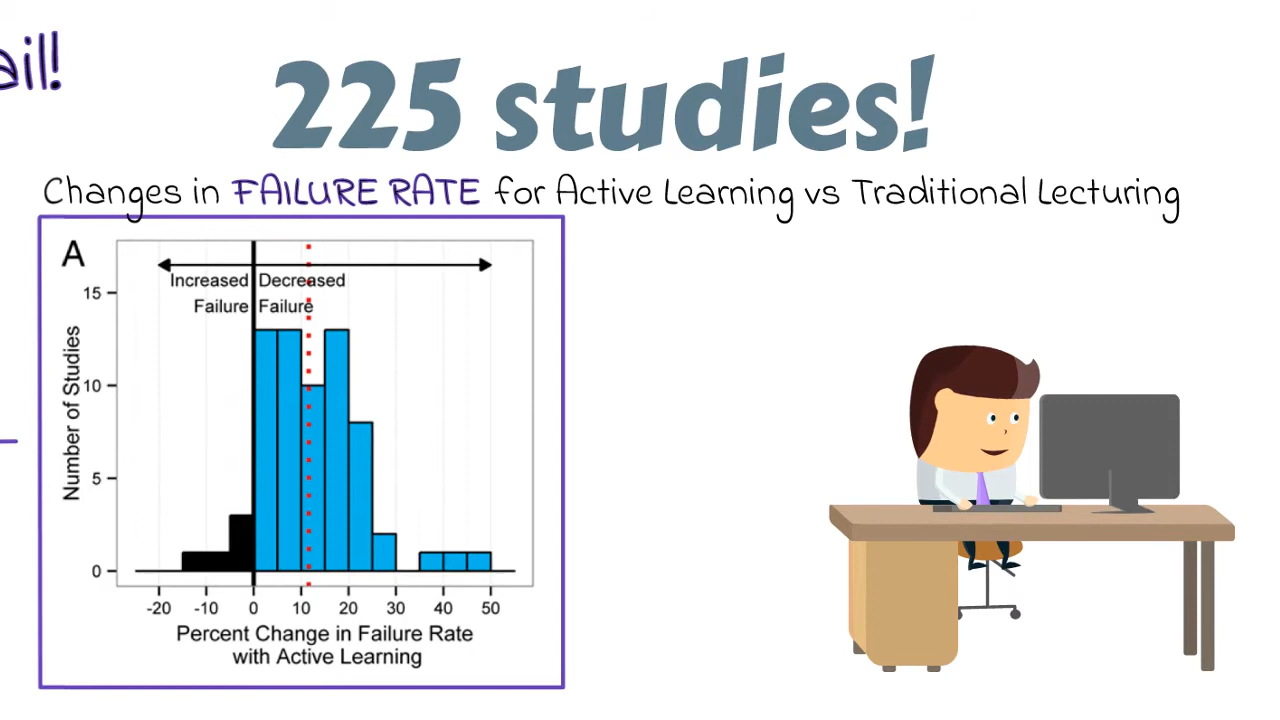 ail!
225 studies!
Changes in FAILURE RATE for Active Learning vs Traditional Lecturing
A
Increased Decreased
Failure Failure
15
10
5
0
Number of Studies
-20 -10 0 10 20 30 40 50
Percent Change in Failure Rate
with Active Learning